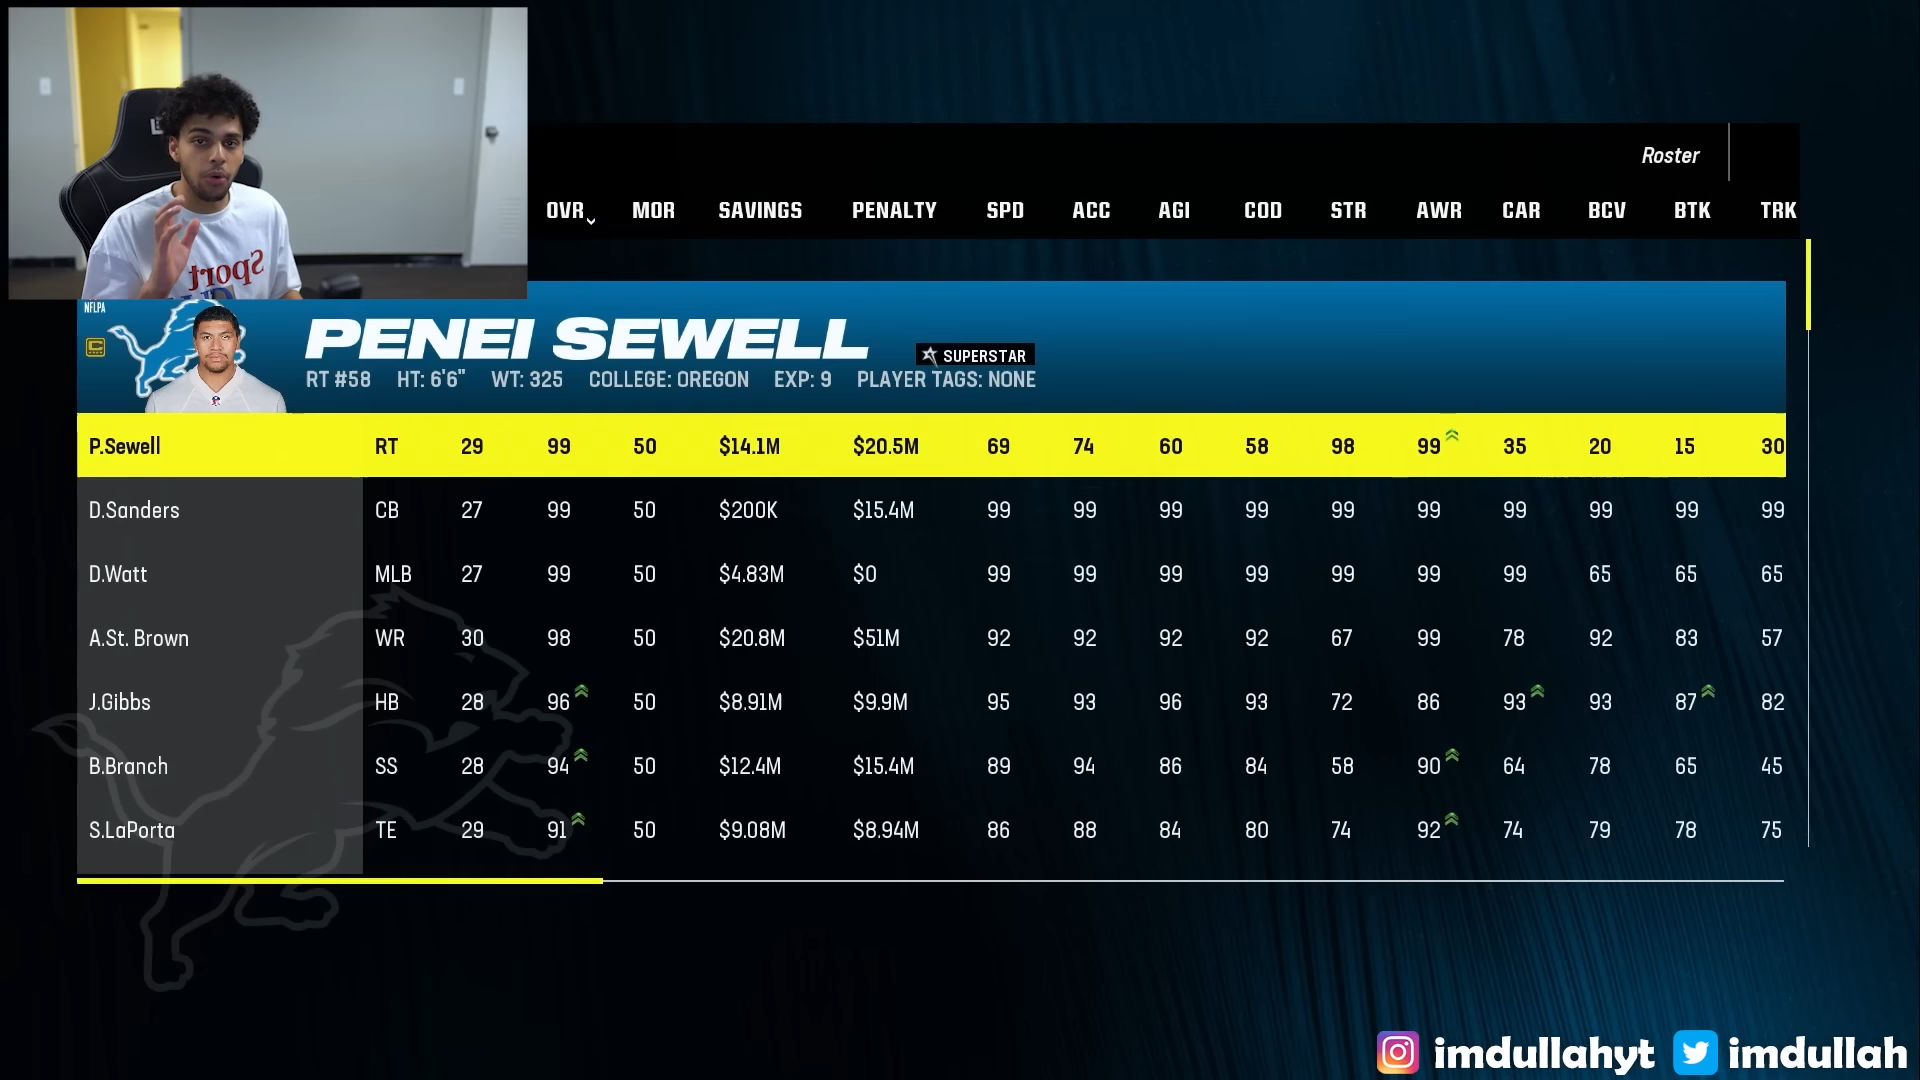 Roster
OVR MOR SAVINGS PENALTY SPD ACC AGI COD STR AWR CAR BCV BTK TRK
Sport
NFLPA
PENEI SEWELL
SUPERSTAR
RT #58 HT: 6'6" WT: 325 COLLEGE: OREGON EXP: 9 PLAYER TAGS: NONE
P.Sewell RT 29 99 50 $14.1M $20.5M 69 74 60 58 98 99 35 20 15 30
D.Sanders CB 27 99 50 $200K $15.4M 99 99 99 99 99 99 99 99 99 99
D.Watt MLB 27 99 50 $4.83M $0 99 99 99 99 99 99 99 65 65 65
A.St. Brown WR 30 98 50 $20.8M $51M 92 92 92 92 67 99 78 92 83 57
J.Gibbs HB 28 96 50 $8.91M $9.9M 95 93 96 93 72 86 93 93 87 82
B.Branch SS 28 94 50 $12.4M $15.4M 89 94 86 84 58 90 64 78 65 45
S.LaPorta TE 29 91 50 $9.08M $8.94M 86 88 84 80 74 92 74 79 78 75
imdullahyt imdullah